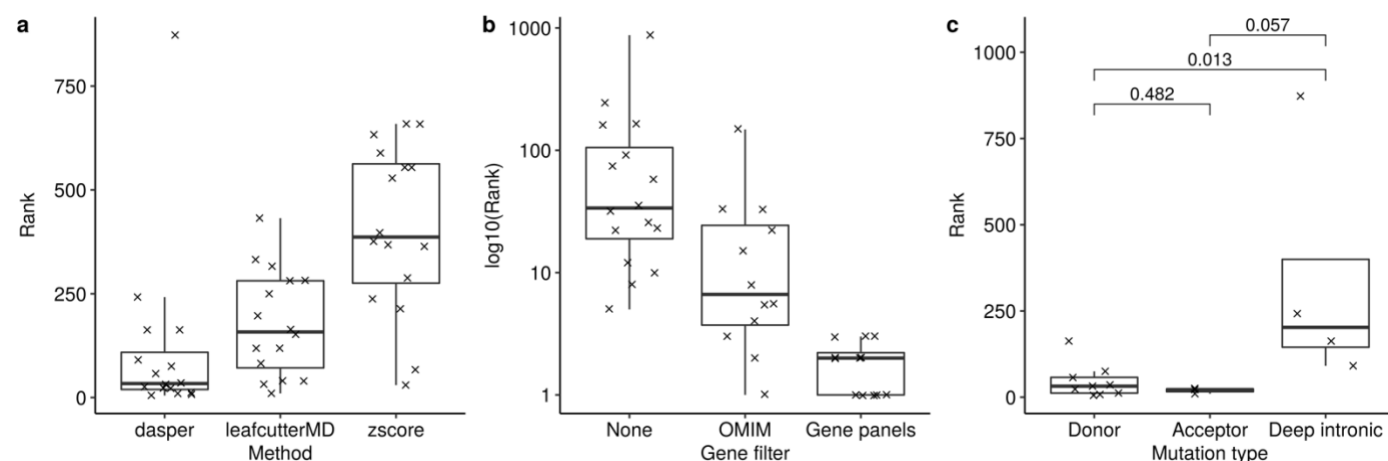 a
Rank
750
500
250
0
dasper
leafcutterMD
zscore
Method
b
log10(Rank)
1000
100
10
1
None
OMIM
Gene panels
Gene filter
c
Rank
1000
750
500
250
0
0.057
0.013
0.482
Donor
Acceptor
Deep intronic
Mutation type